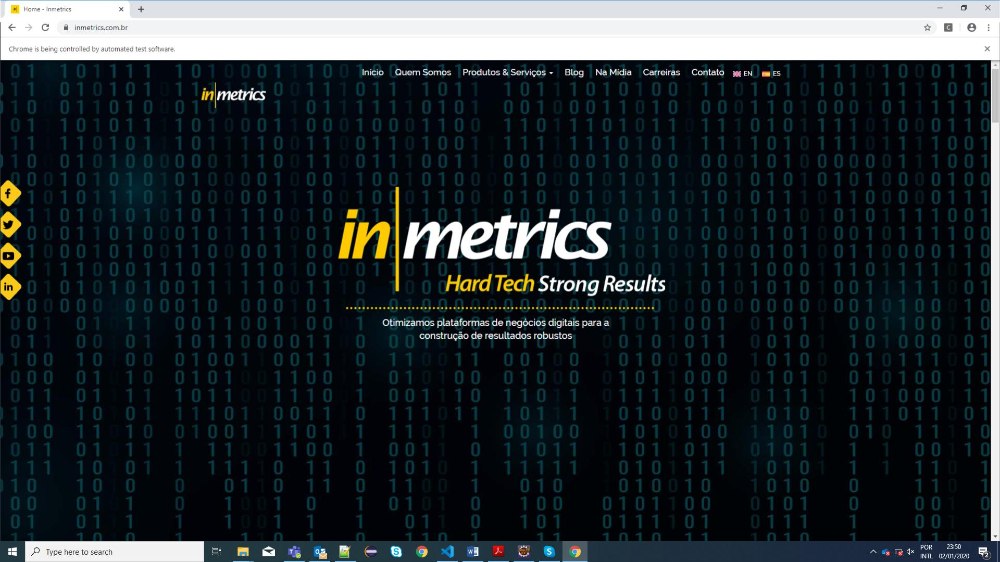 Home - Inmetrics
inmetrics.com.br
Chrome is being controlled by automated test software.
Início Quem Somos Produtos & Serviços Blog Na Mídia Carreiras Contato EN ES
in metrics
in metrics
Hard Tech Strong Results
Otimizamos plataformas de negócios digitais para a
construção de resultados robustos
Type here to search
POR
INTL
23:50
02/01/2020
2